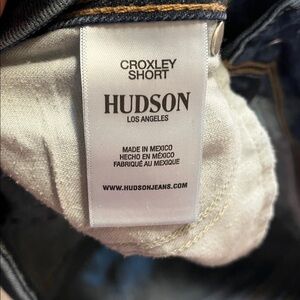 CROXLEY
SHORT
HUDSON
LOS ANGELES
MADE IN MEXICO
HECHO EN MÉXICO
FABRIQUÉ AU MEXIQUE
WWW.HUDSONJEANS.COM